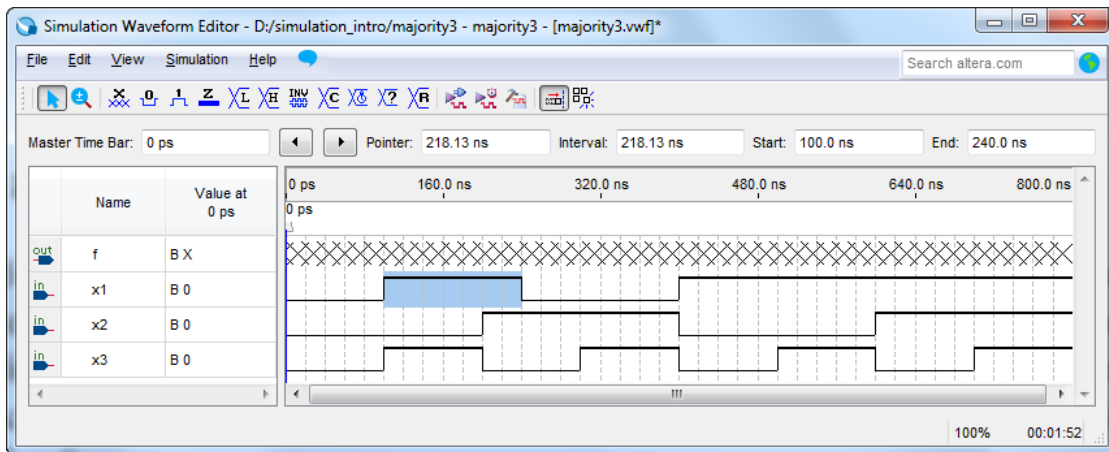 Simulation Waveform Editor - D:/simulation_intro/majority3 - majority3 - [majority3.vwf]*
File Edit View Simulation Help
Search altera.com
Master Time Bar: 0 ps Pointer: 218.13 ns Interval: 218.13 ns Start: 100.0 ns End: 240.0 ns
Name Value at 0 ps
0 ps 160.0 ns 320.0 ns 480.0 ns 640.0 ns 800.0 ns
0 ps
out f B X
in x1 B 0
in x2 B 0
in x3 B 0
100% 00:01:52